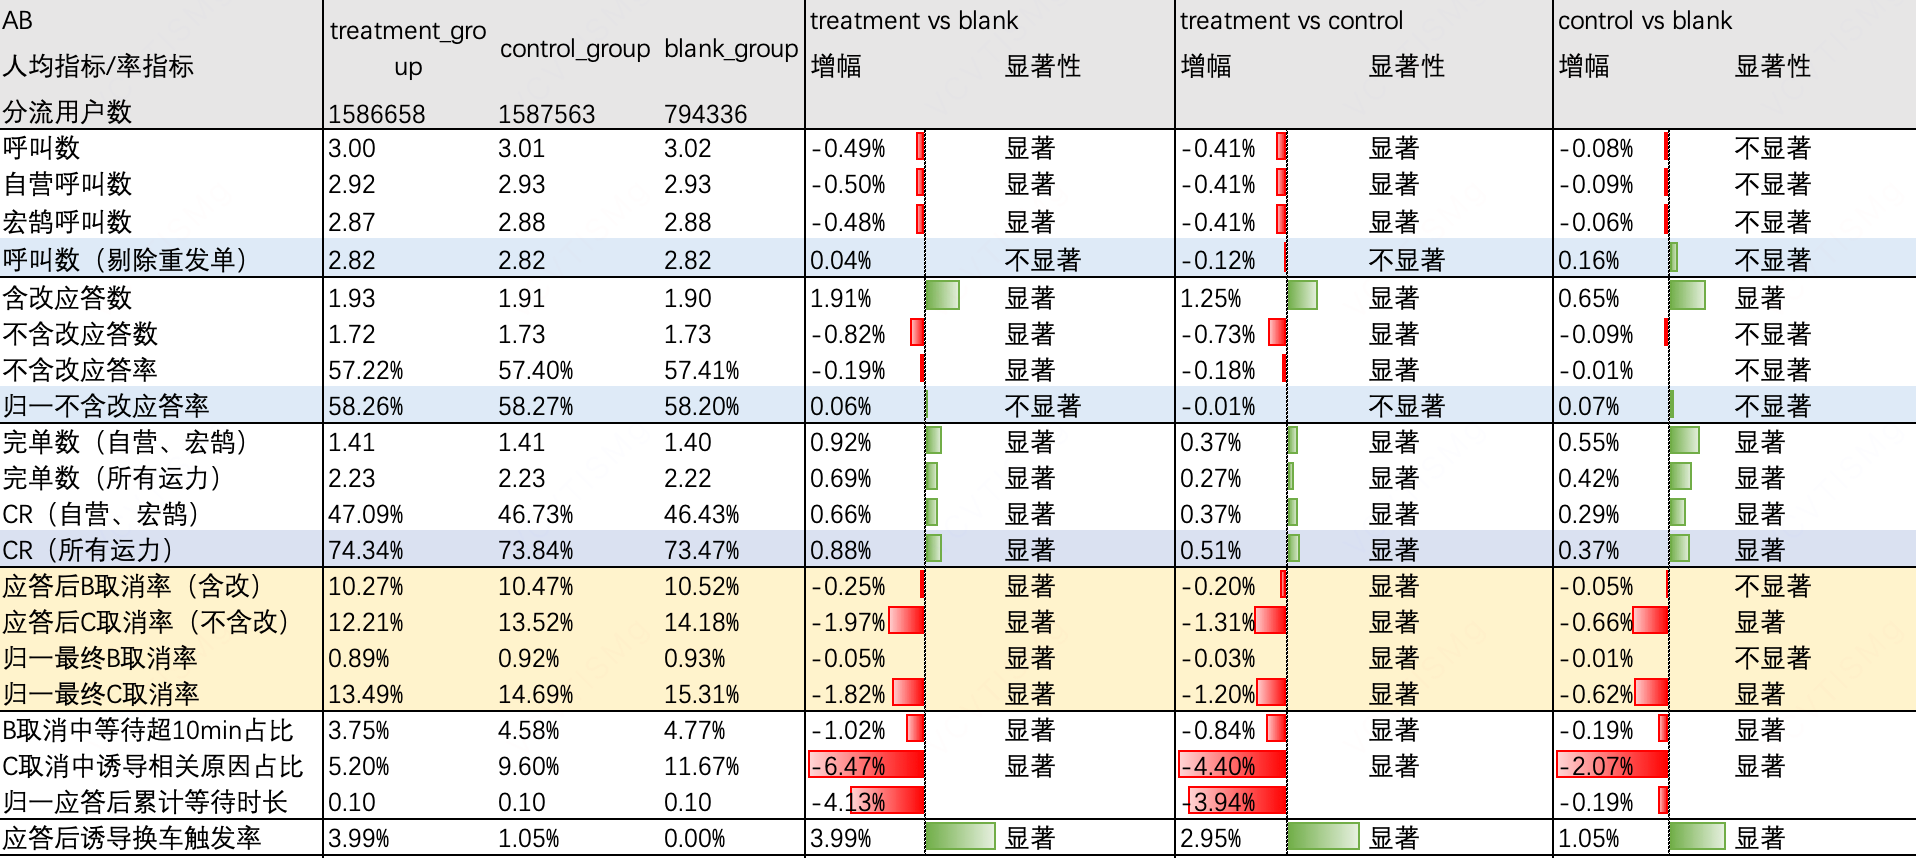 AB treatment_gro control_group blank_group treatment vs blank treatment vs control control vs blank
人均指标/率指标 up 增幅 显著性 增幅 显著性 增幅 显著性
分流用户数 1586658 1587563 794336
呼叫数 3.00 3.01 3.02 -0.49% 显著 -0.41% 显著 -0.08% 不显著
自营呼叫数 2.92 2.93 2.93 -0.50% 显著 -0.41% 显著 -0.09% 不显著
宏鹄呼叫数 2.87 2.88 2.88 -0.48% 显著 -0.41% 显著 -0.06% 不显著
呼叫数（剔除重发单） 2.82 2.82 2.82 0.04% 不显著 -0.12% 不显著 0.16% 不显著
含改应答数 1.93 1.91 1.90 1.91% 显著 1.25% 显著 0.65% 显著
不含改应答数 1.72 1.73 1.73 -0.82% 显著 -0.73% 显著 -0.09% 不显著
不含改应答率 57.22% 57.40% 57.41% -0.19% 显著 -0.18% 显著 -0.01% 不显著
归一不含改应答率 58.26% 58.27% 58.20% 0.06% 不显著 -0.01% 不显著 0.07% 不显著
完单数（自营、宏鹄） 1.41 1.41 1.40 0.92% 显著 0.37% 显著 0.55% 显著
完单数（所有运力） 2.23 2.23 2.22 0.69% 显著 0.27% 显著 0.42% 显著
CR（自营、宏鹄） 47.09% 46.73% 46.43% 0.66% 显著 0.37% 显著 0.29% 显著
CR（所有运力） 74.34% 73.84% 73.47% 0.88% 显著 0.51% 显著 0.37% 显著
应答后B取消率（含改） 10.27% 10.47% 10.52% -0.25% 显著 -0.20% 显著 -0.05% 不显著
应答后C取消率（不含改） 12.21% 13.52% 14.18% -1.97% 显著 -1.31% 显著 -0.66% 显著
归一最终B取消率 0.89% 0.92% 0.93% -0.05% 显著 -0.03% 显著 -0.01% 不显著
归一最终C取消率 13.49% 14.69% 15.31% -1.82% 显著 -1.20% 显著 -0.62% 显著
B取消中等待超10min占比 3.75% 4.58% 4.77% -1.02% 显著 -0.84% 显著 -0.19% 显著
C取消中诱导相关原因占比 5.20% 9.60% 11.67% -6.47% 显著 -4.40% 显著 -2.07% 显著
归一应答后累计等待时长 0.10 0.10 0.10 -4.13% -3.94% -0.19%
应答后诱导换车触发率 3.99% 1.05% 0.00% 3.99% 显著 2.95% 显著 1.05% 显著